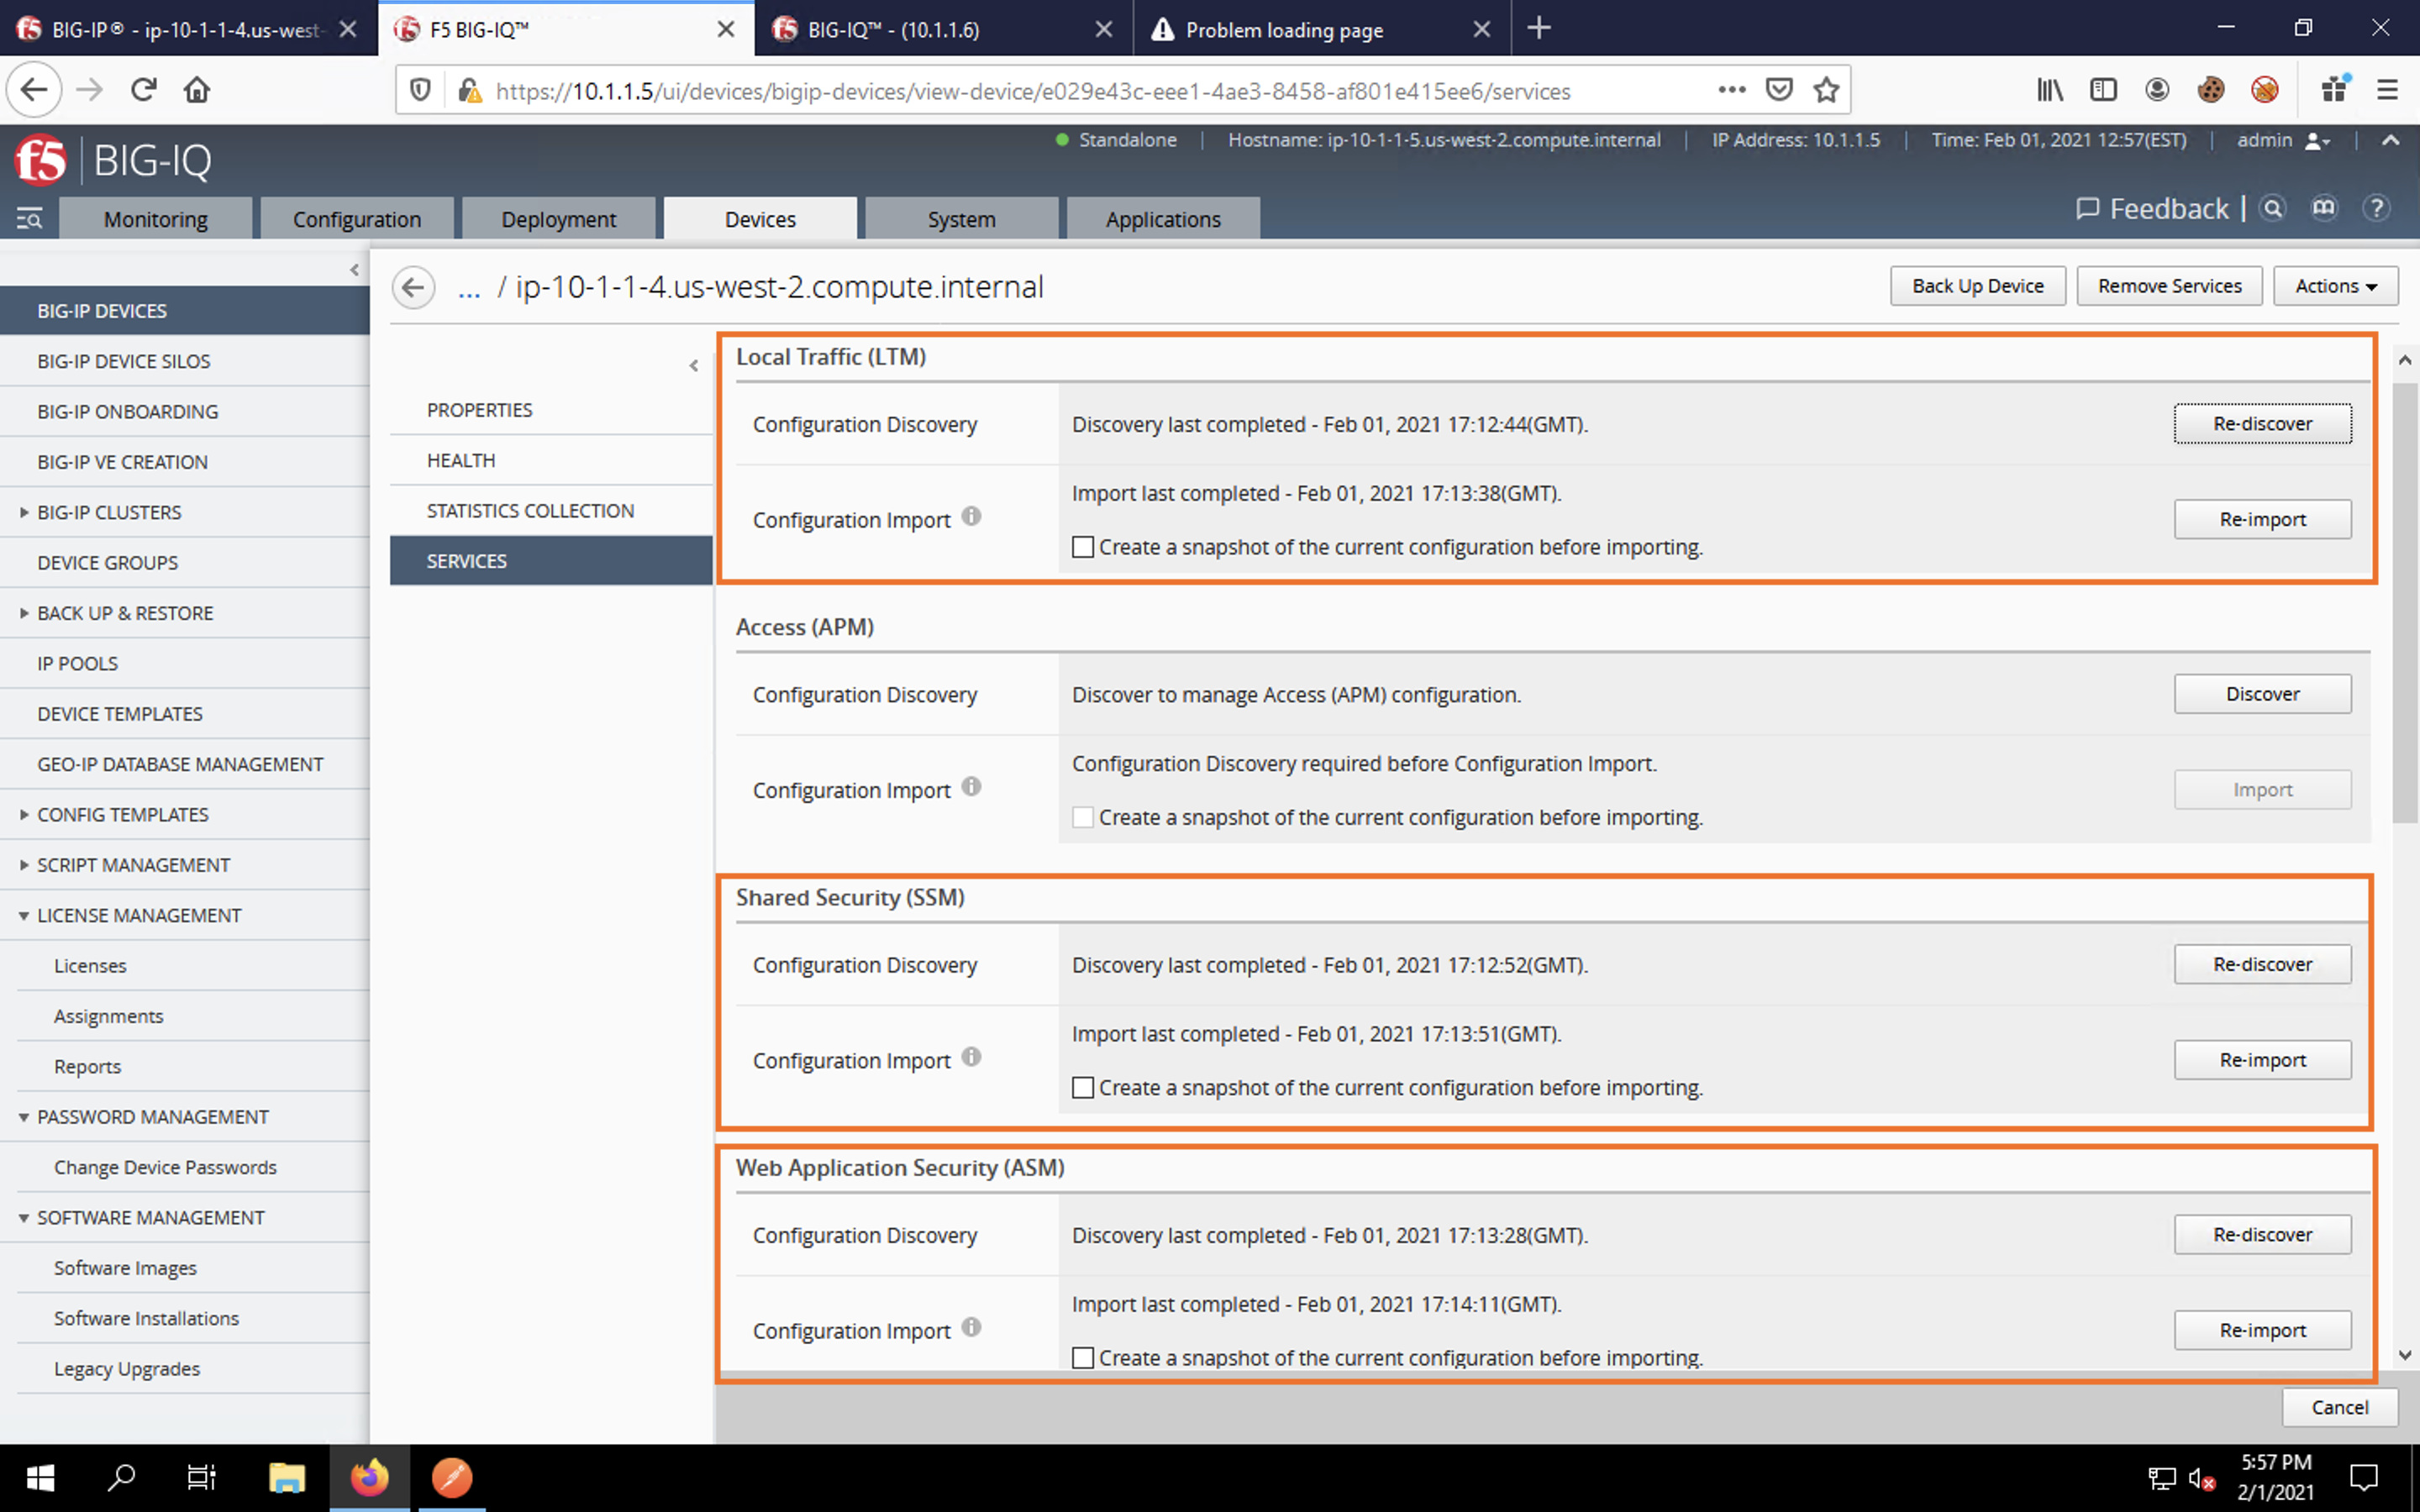 BIG-IP® - ip-10-1-1-4.us-west-
F5 BIG-IQ™
BIG-IQ™ - (10.1.1.6)
Problem loading page
https://10.1.1.5/ui/devices/bigip-devices/view-device/e029e43c-eee1-4ae3-8458-af801e415ee6/services
f5 BIG-IQ
Standalone | Hostname: ip-10-1-1-5.us-west-2.compute.internal | IP Address: 10.1.1.5 | Time: Feb 01, 2021 12:57(EST) | admin
Monitoring
Configuration
Deployment
Devices
System
Applications
Feedback |
BIG-IP DEVICES
BIG-IP DEVICE SILOS
BIG-IP ONBOARDING
BIG-IP VE CREATION
BIG-IP CLUSTERS
DEVICE GROUPS
BACK UP & RESTORE
IP POOLS
DEVICE TEMPLATES
GEO-IP DATABASE MANAGEMENT
CONFIG TEMPLATES
SCRIPT MANAGEMENT
LICENSE MANAGEMENT
Licenses
Assignments
Reports
PASSWORD MANAGEMENT
Change Device Passwords
SOFTWARE MANAGEMENT
Software Images
Software Installations
Legacy Upgrades
... / ip-10-1-1-4.us-west-2.compute.internal
Back Up Device
Remove Services
Actions
PROPERTIES
HEALTH
STATISTICS COLLECTION
SERVICES
Local Traffic (LTM)
Configuration Discovery
Discovery last completed - Feb 01, 2021 17:12:44(GMT).
Re-discover
Configuration Import
Import last completed - Feb 01, 2021 17:13:38(GMT).
Create a snapshot of the current configuration before importing.
Re-import
Access (APM)
Configuration Discovery
Discover to manage Access (APM) configuration.
Discover
Configuration Import
Configuration Discovery required before Configuration Import.
Create a snapshot of the current configuration before importing.
Import
Shared Security (SSM)
Configuration Discovery
Discovery last completed - Feb 01, 2021 17:12:52(GMT).
Re-discover
Configuration Import
Import last completed - Feb 01, 2021 17:13:51(GMT).
Create a snapshot of the current configuration before importing.
Re-import
Web Application Security (ASM)
Configuration Discovery
Discovery last completed - Feb 01, 2021 17:13:28(GMT).
Re-discover
Configuration Import
Import last completed - Feb 01, 2021 17:14:11(GMT).
Create a snapshot of the current configuration before importing.
Re-import
Cancel
5:57 PM
2/1/2021